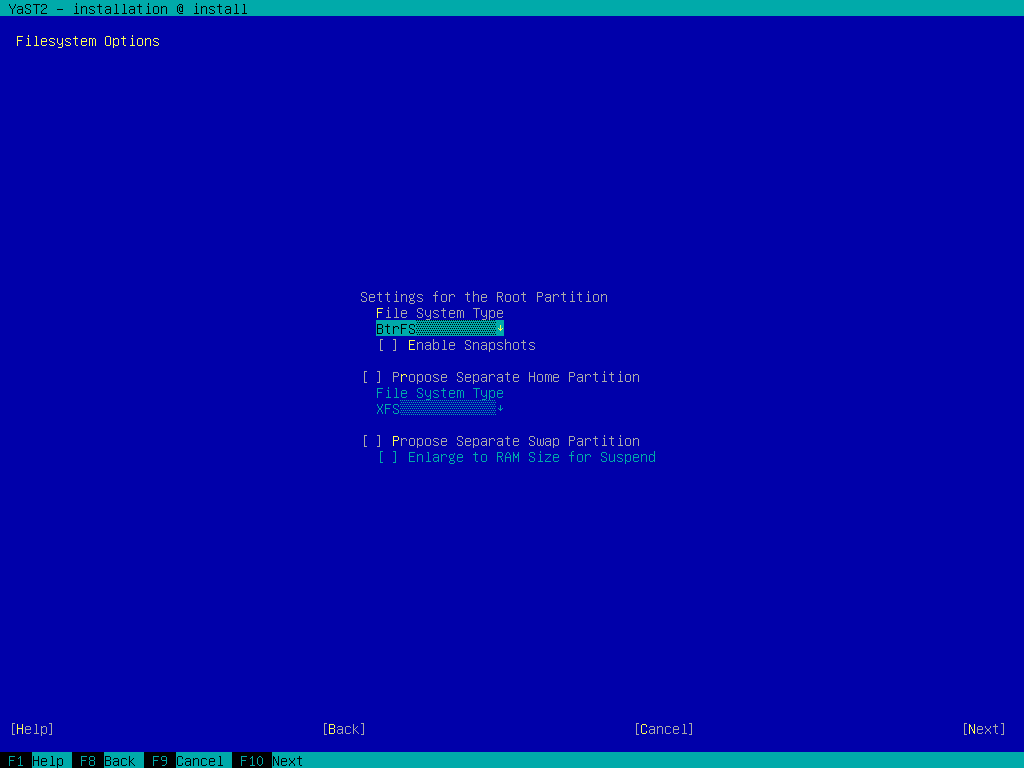 YaST2 - installation @ install
Filesystem Options
Settings for the Root Partition
File System Type
BtrFS↓
[ ] Enable Snapshots
[ ] Propose Separate Home Partition
File System Type
XFS↓
[ ] Propose Separate Swap Partition
[ ] Enlarge to RAM Size for Suspend
[Help] [Back] [Cancel] [Next]
F1 Help F8 Back F9 Cancel F10 Next